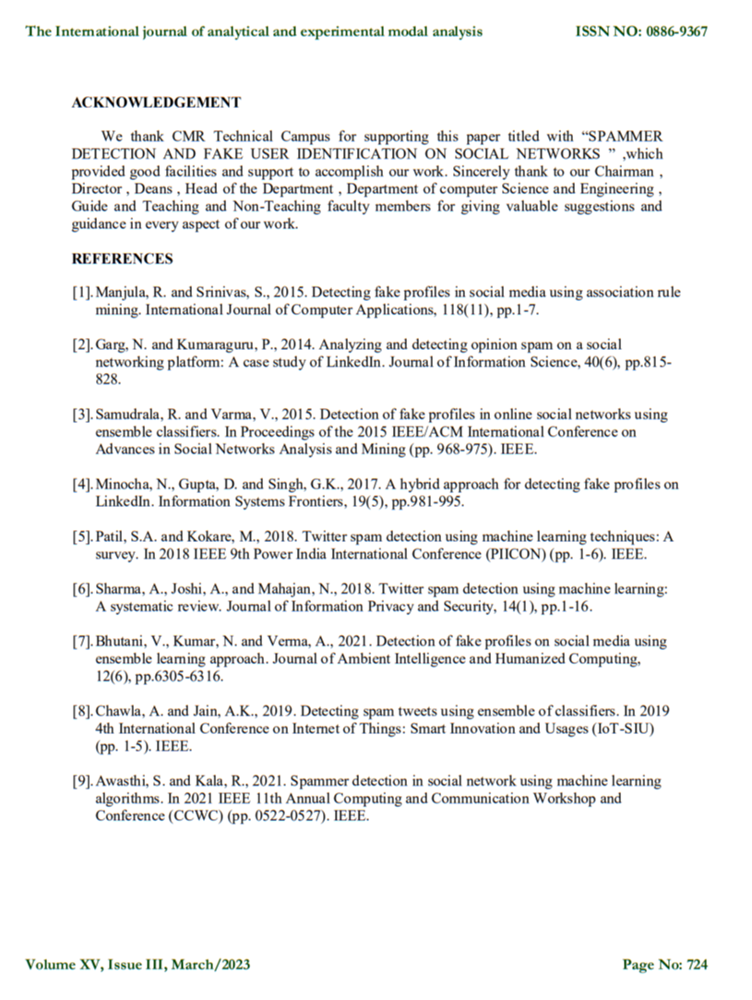 The International journal of analytical and experimental modal analysis
ISSN NO: 0886-9367
ACKNOWLEDGEMENT
We thank CMR Technical Campus for supporting this paper titled with “SPAMMER
DETECTION AND FAKE USER IDENTIFICATION ON SOCIAL NETWORKS ” ,which
provided good facilities and support to accomplish our work. Sincerely thank to our Chairman ,
Director , Deans , Head of the Department , Department of computer Science and Engineering ,
Guide and Teaching and Non-Teaching faculty members for giving valuable suggestions and
guidance in every aspect of our work.
REFERENCES
[1]. Manjula, R. and Srinivas, S., 2015. Detecting fake profiles in social media using association rule
mining. International Journal of Computer Applications, 118(11), pp.1-7.
[2]. Garg, N. and Kumaraguru, P., 2014. Analyzing and detecting opinion spam on a social
networking platform: A case study of LinkedIn. Journal of Information Science, 40(6), pp.815-
828.
[3]. Samudrala, R. and Varma, V., 2015. Detection of fake profiles in online social networks using
ensemble classifiers. In Proceedings of the 2015 IEEE/ACM International Conference on
Advances in Social Networks Analysis and Mining (pp. 968-975). IEEE.
[4]. Minocha, N., Gupta, D. and Singh, G.K., 2017. A hybrid approach for detecting fake profiles on
LinkedIn. Information Systems Frontiers, 19(5), pp.981-995.
[5]. Patil, S.A. and Kokare, M., 2018. Twitter spam detection using machine learning techniques: A
survey. In 2018 IEEE 9th Power India International Conference (PIICON) (pp. 1-6). IEEE.
[6]. Sharma, A., Joshi, A., and Mahajan, N., 2018. Twitter spam detection using machine learning:
A systematic review. Journal of Information Privacy and Security, 14(1), pp.1-16.
[7]. Bhutani, V., Kumar, N. and Verma, A., 2021. Detection of fake profiles on social media using
ensemble learning approach. Journal of Ambient Intelligence and Humanized Computing,
12(6), pp.6305-6316.
[8]. Chawla, A. and Jain, A.K., 2019. Detecting spam tweets using ensemble of classifiers. In 2019
4th International Conference on Internet of Things: Smart Innovation and Usages (IoT-SIU)
(pp. 1-5). IEEE.
[9]. Awasthi, S. and Kala, R., 2021. Spammer detection in social network using machine learning
algorithms. In 2021 IEEE 11th Annual Computing and Communication Workshop and
Conference (CCWC) (pp. 0522-0527). IEEE.
Volume XV, Issue III, March/2023
Page No: 724